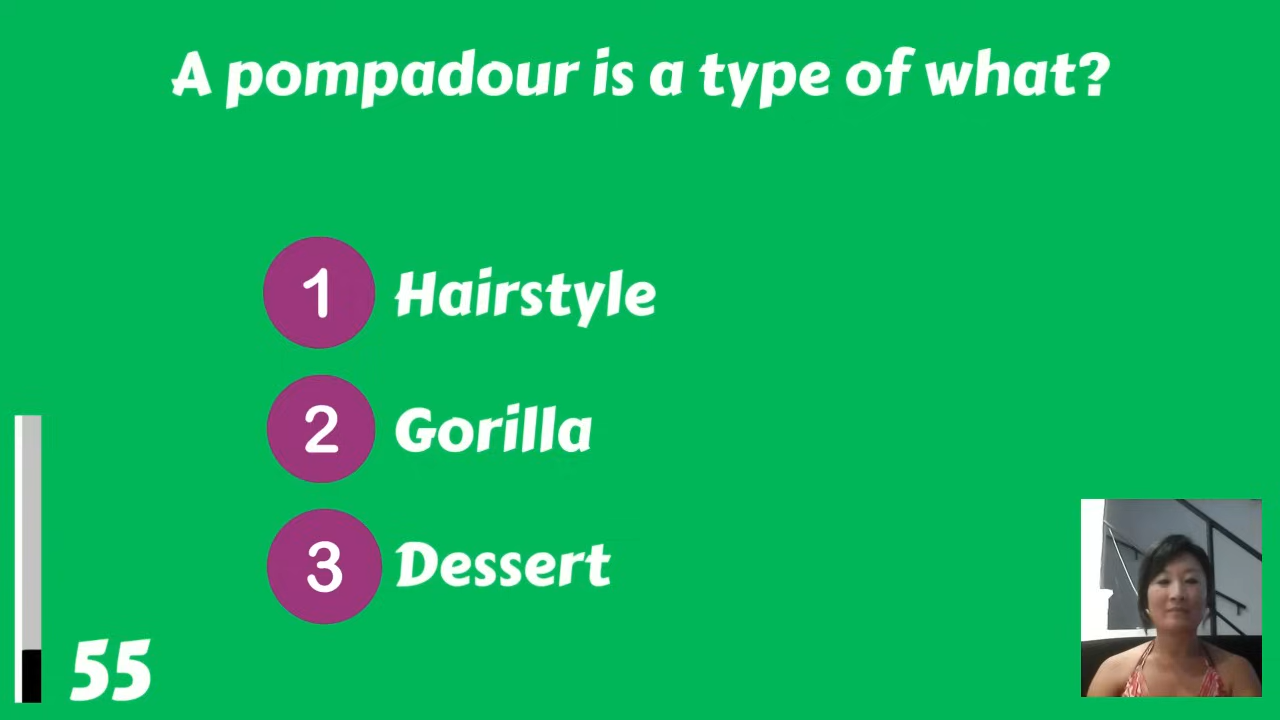 A pompadour is a type of what?
1 Hairstyle
2 Gorilla
3 Dessert
55